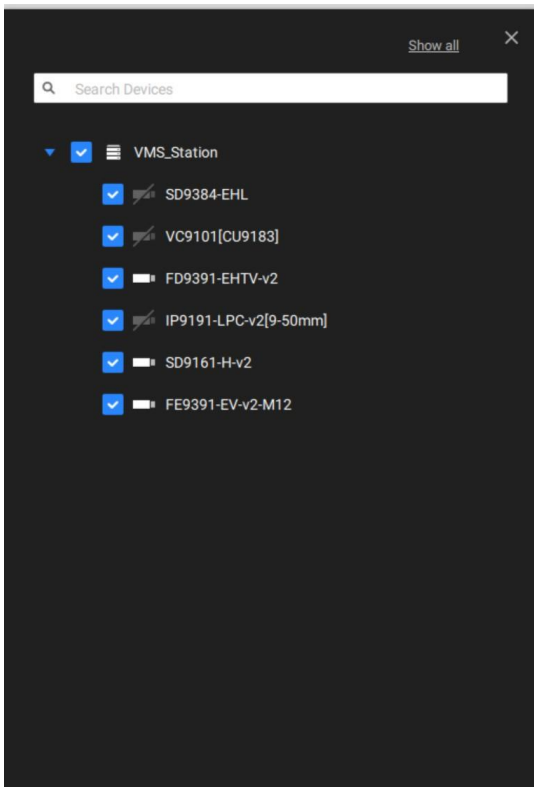 Show all
Search Devices
VMS_Station
SD9384-EHL
VC9101[CU9183]
FD9391-EHTV-v2
IP9191-LPC-v2[9-50mm]
SD9161-H-v2
FE9391-EV-v2-M12